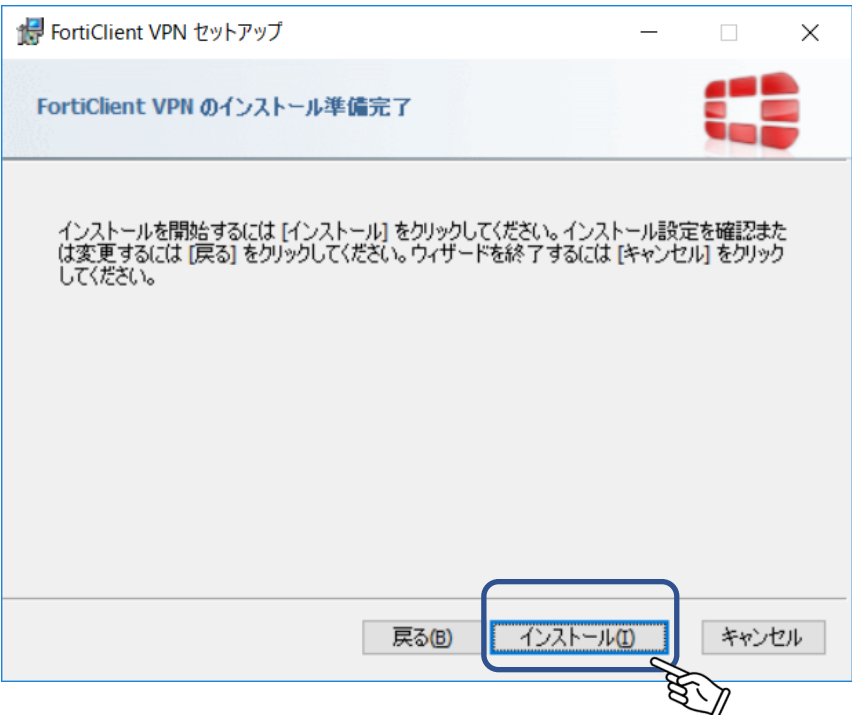 FortiClient VPN セットアップ
FortiClient VPN のインストール準備完了
インストールを開始するには [インストール] をクリックしてください。インストール設定を確認また
は変更するには [戻る] をクリックしてください。ウィザードを終了するには [キャンセル] をクリック
してください。
戻る(B) インストール(I) キャンセル